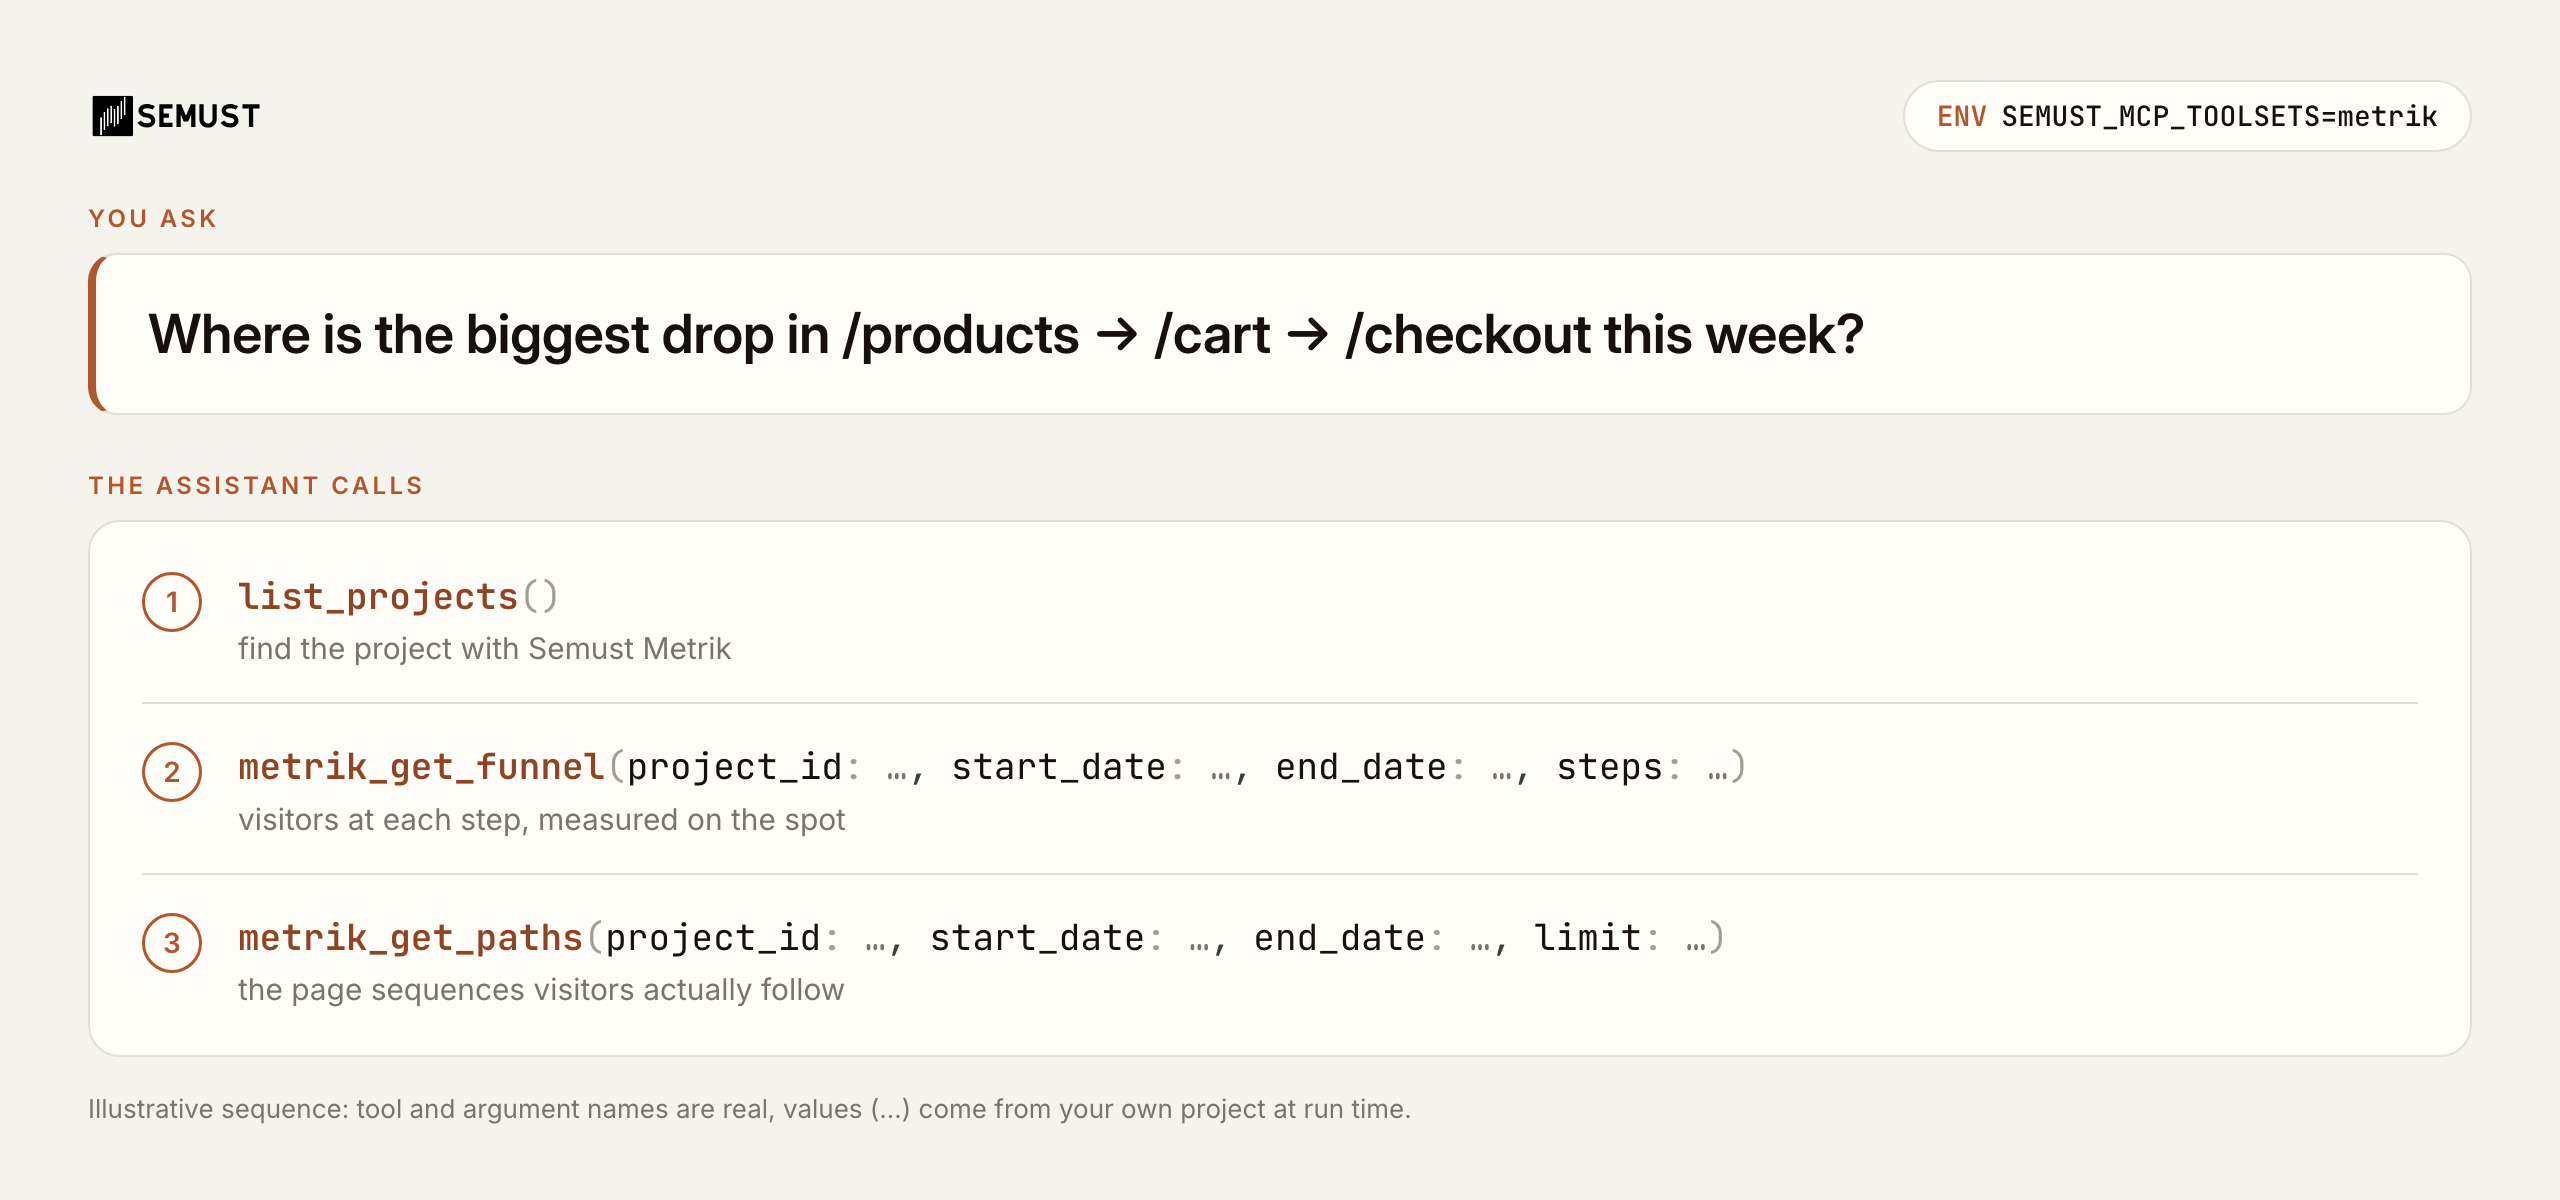 SEMUST
ENV SEMUST_MCP_TOOLSETS=metrik
YOU ASK
Where is the biggest drop in /products → /cart → /checkout this week?
THE ASSISTANT CALLS
1 list_projects()
find the project with Semust Metrik
2 metrik_get_funnel(project_id: …, start_date: …, end_date: …, steps: …)
visitors at each step, measured on the spot
3 metrik_get_paths(project_id: …, start_date: …, end_date: …, limit: …)
the page sequences visitors actually follow
Illustrative sequence: tool and argument names are real, values (…) come from your own project at run time.